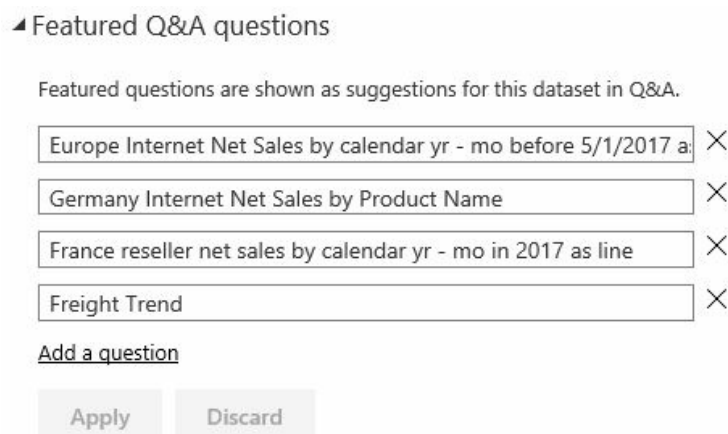 Featured Q&A questions
Featured questions are shown as suggestions for this dataset in Q&A.
Europe Internet Net Sales by calendar yr - mo before 5/1/2017 a
Germany Internet Net Sales by Product Name
France reseller net sales by calendar yr - mo in 2017 as line
Freight Trend
Add a question
Apply Discard